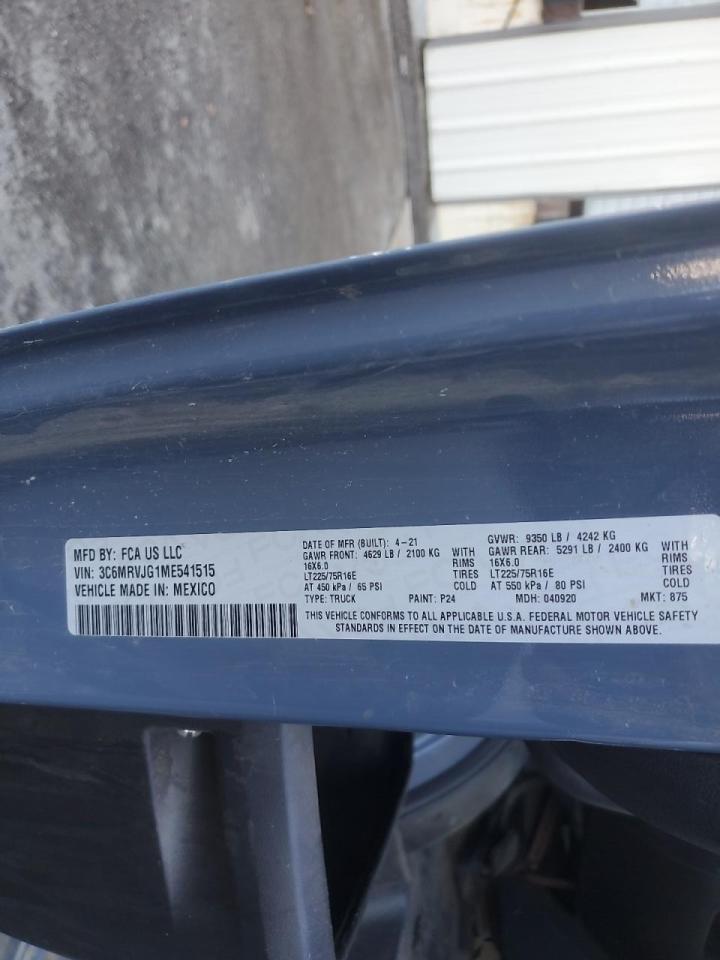 MFD BY: FCA US LLC
VIN: 3C6MRVJG1ME541515
VEHICLE MADE IN: MEXICO
DATE OF MFR (BUILT): 4-21
GAWR FRONT: 4629 LB / 2100 KG WITH
16X6.0 RIMS
LT225/75R16E TIRES
AT 450 kPa / 65 PSI COLD
TYPE: TRUCK PAINT: P24 MDH: 040920 MKT: 875
GVWR: 9350 LB / 4242 KG
GAWR REAR: 5291 LB / 2400 KG WITH
16X6.0 RIMS
LT225/75R16E TIRES
AT 550 kPa / 80 PSI COLD
THIS VEHICLE CONFORMS TO ALL APPLICABLE U.S.A. FEDERAL MOTOR VEHICLE SAFETY
STANDARDS IN EFFECT ON THE DATE OF MANUFACTURE SHOWN ABOVE.